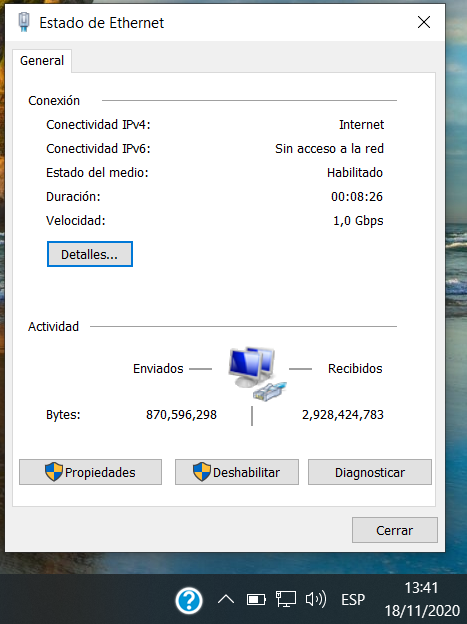 Estado de Ethernet
General
Conexión
Conectividad IPv4: Internet
Conectividad IPv6: Sin acceso a la red
Estado del medio: Habilitado
Duración: 00:08:26
Velocidad: 1,0 Gbps
Detalles...
Actividad
Enviados Recibidos
Bytes: 870,596,298 2,928,424,783
Propiedades Deshabilitar Diagnosticar
Cerrar
? ESP 13:41
18/11/2020